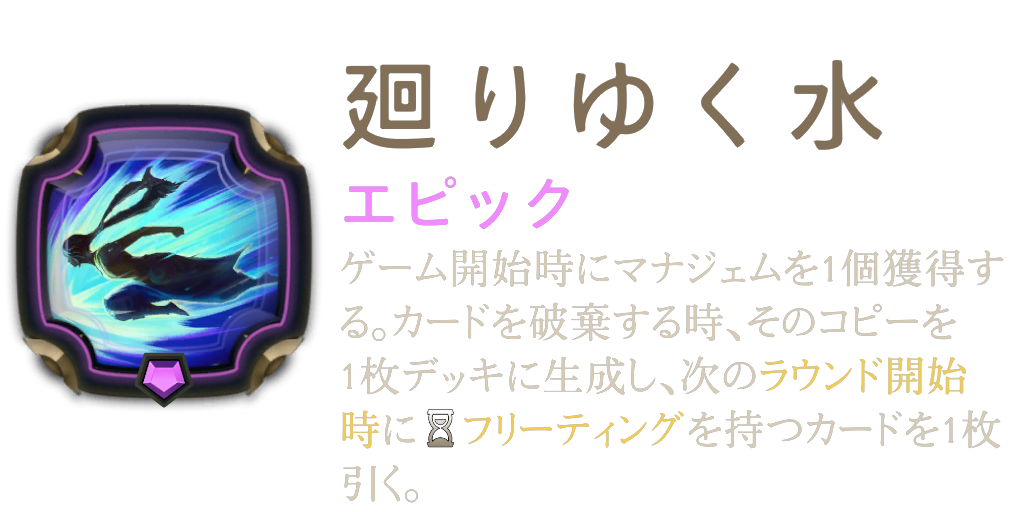 廻りゆく水
エピック
ゲーム開始時にマナジェムを1個獲得す
る。カードを破棄する時、そのコピーを
1枚デッキに生成し、次のラウンド開始
時にフリーティングを持つカードを1枚
引く。